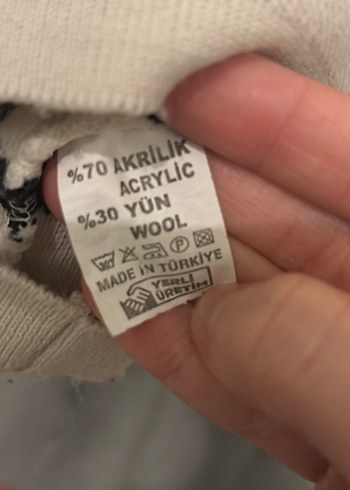 %70 AKRİLİK
ACRYLIC
%30 YÜN
WOOL
P
MADE IN TÜRKİYE
YERLİ
ÜRETİM